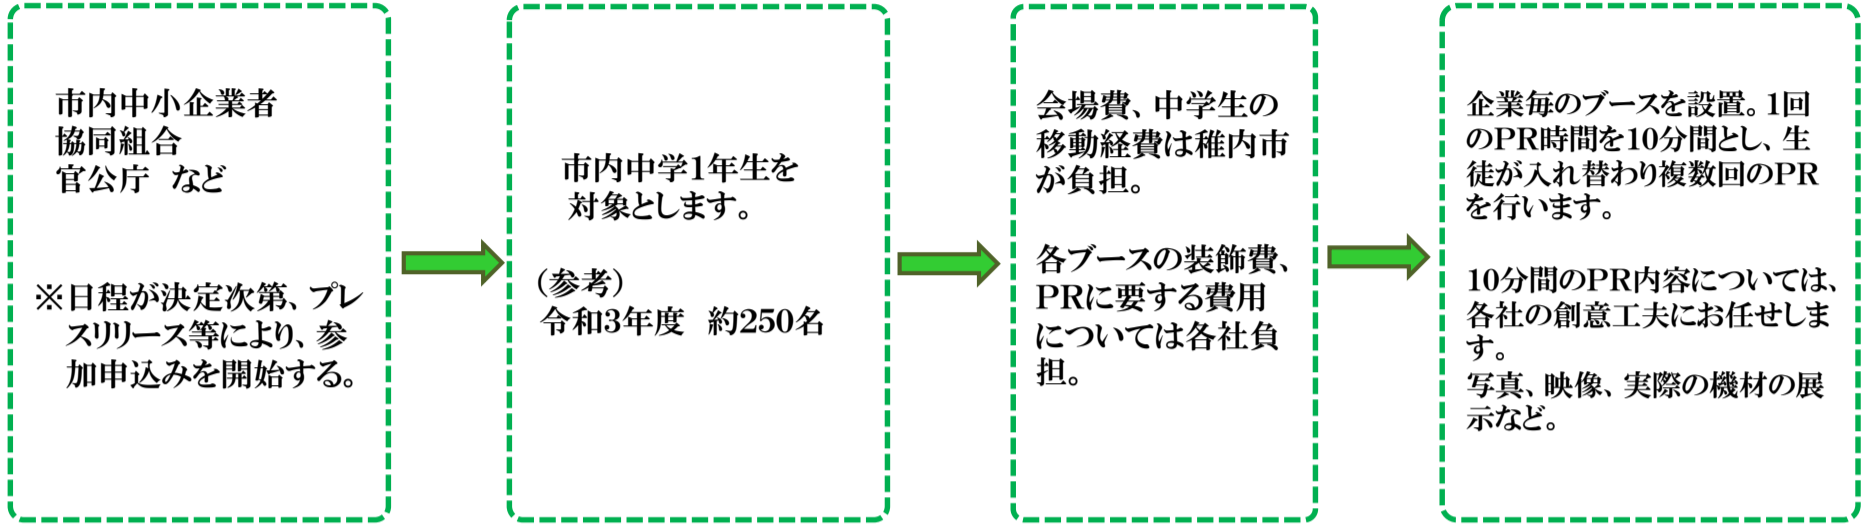 市内中小企業者
協同組合
官公庁　など
※日程が決定次第、プレ
スリリース等により、参
加申込みを開始する。
市内中学1年生を
対象とします。
（参考）
令和3年度　約250名
会場費、中学生の
移動経費は稚内市
が負担。
各ブースの装飾費、
PRに要する費用
については各社負
担。
企業毎のブースを設置。1回
のPR時間を10分間とし、生
徒が入れ替わり複数回のPR
を行います。
10分間のPR内容については、
各社の創意工夫にお任せしま
す。
写真、映像、実際の機材の展
示など。